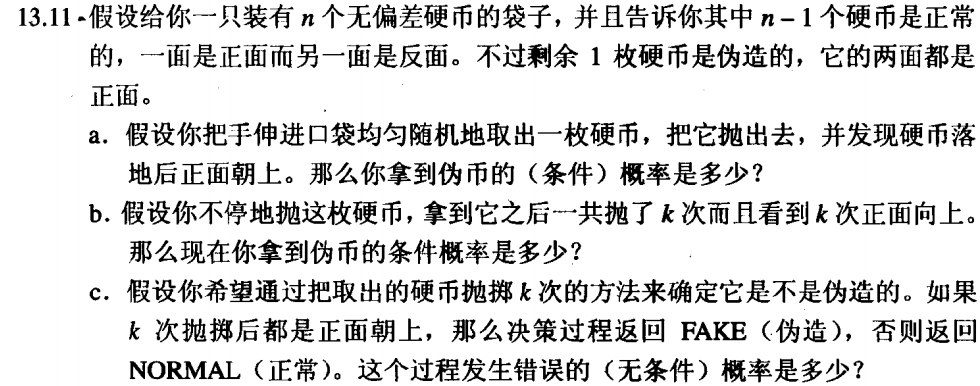 13.11 假设给你一只装有 n 个无偏差硬币的袋子，并且告诉你其中 n – 1 个硬币是正常
的，一面是正面而另一面是反面。不过剩余 1 枚硬币是伪造的，它的两面都是
正面。
a. 假设你把手伸进口袋均匀随机地取出一枚硬币，把它抛出去，并发现硬币落
地后正面朝上。那么你拿到伪币的（条件）概率是多少？
b. 假设你不停地抛这枚硬币，拿到它之后一共抛了 k 次而且看到 k 次正面向上。
那么现在你拿到伪币的条件概率是多少？
c. 假设你希望通过把取出的硬币抛掷 k 次的方法来确定它是不是伪造的。如果
k 次抛掷后都是正面朝上，那么决策过程返回 FAKE（伪造），否则返回
NORMAL（正常）。这个过程发生错误的（无条件）概率是多少？